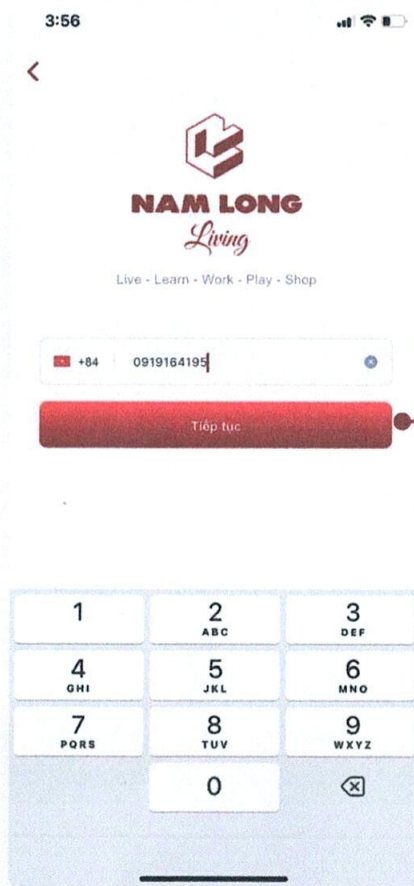 3:56
NAM LONG
Living
Live - Learn - Work - Play - Shop
+84 0919164195
Tiếp tục
1 2 3
ABC DEF
4 5 6
GHI JKL MNO
7 8 9
PQRS TUV WXYZ
0